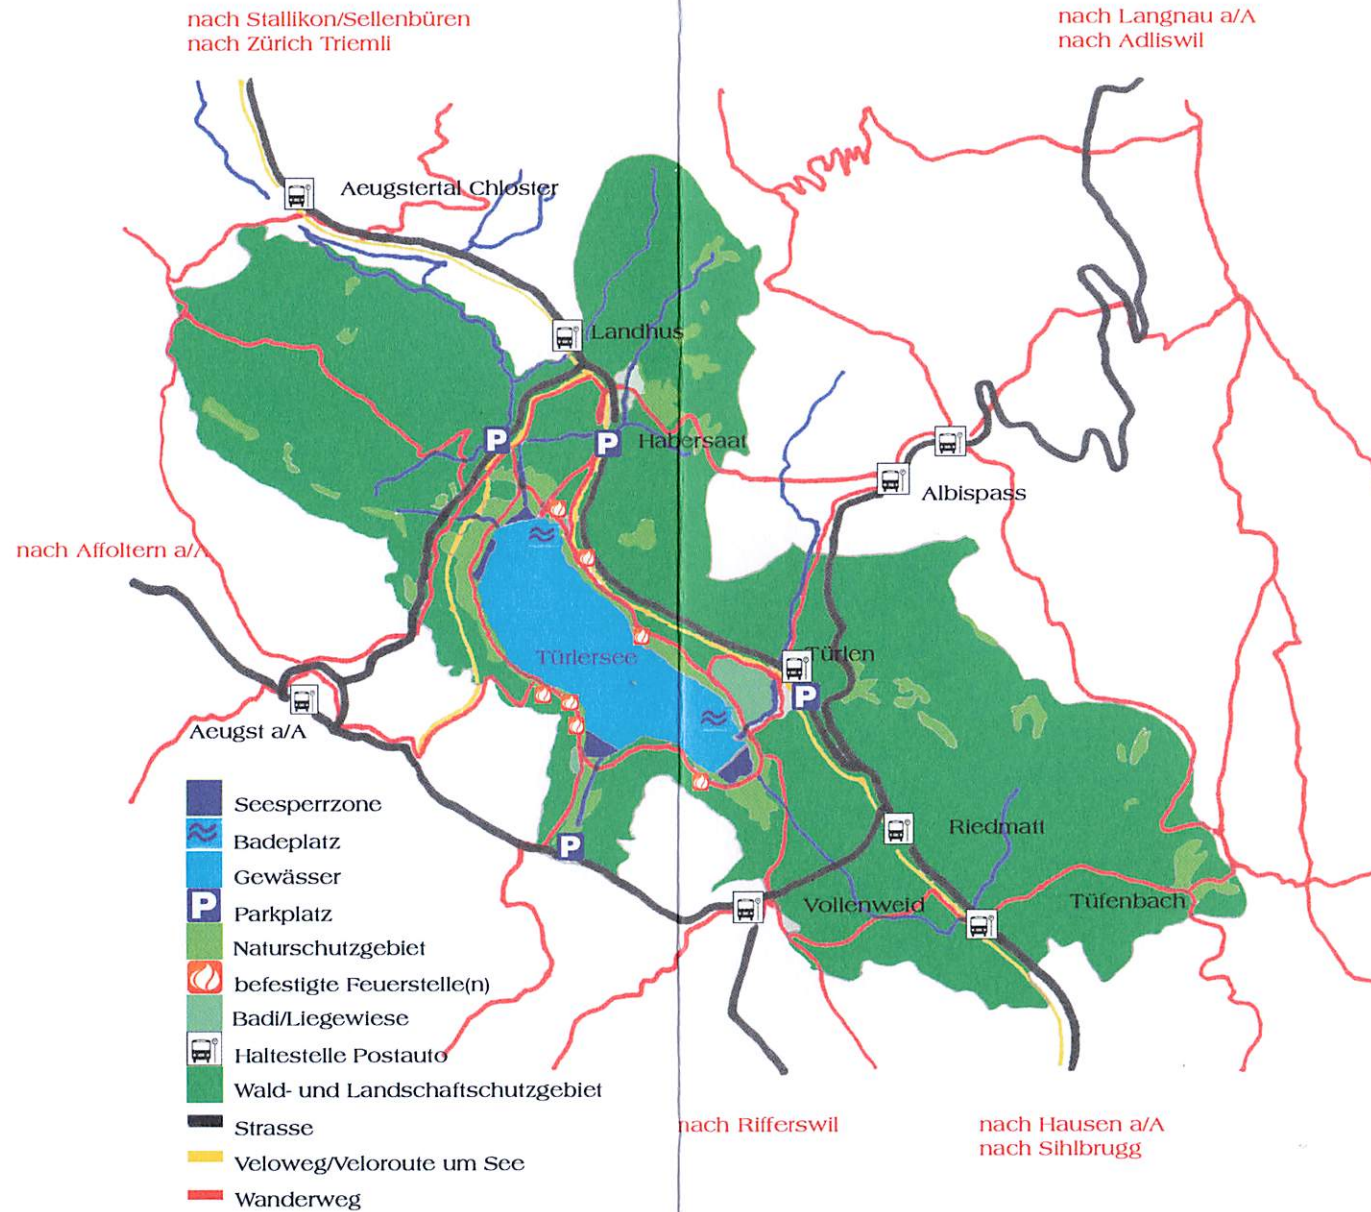 nach Stallikon/Sellenbüren
nach Zürich Triemli
nach Langnau a/A
nach Adliswil
Aeugstertal Chloster
Landhus
P
P
Habersaat
Albispass
nach Affoltern a/A
Türlersee
Türlen
P
Aeugst a/A
Riedmatt
P
Vollenweid
Tüfenbach
Seesperrzone
Badeplatz
Gewässer
P Parkplatz
Naturschutzgebiet
befestigte Feuerstelle(n)
Badi/Liegewiese
Haltestelle Postauto
Wald- und Landschaftschutzgebiet
Strasse
Veloweg/Veloroute um See
Wanderweg
nach Rifferswil
nach Hausen a/A
nach Sihlbrugg